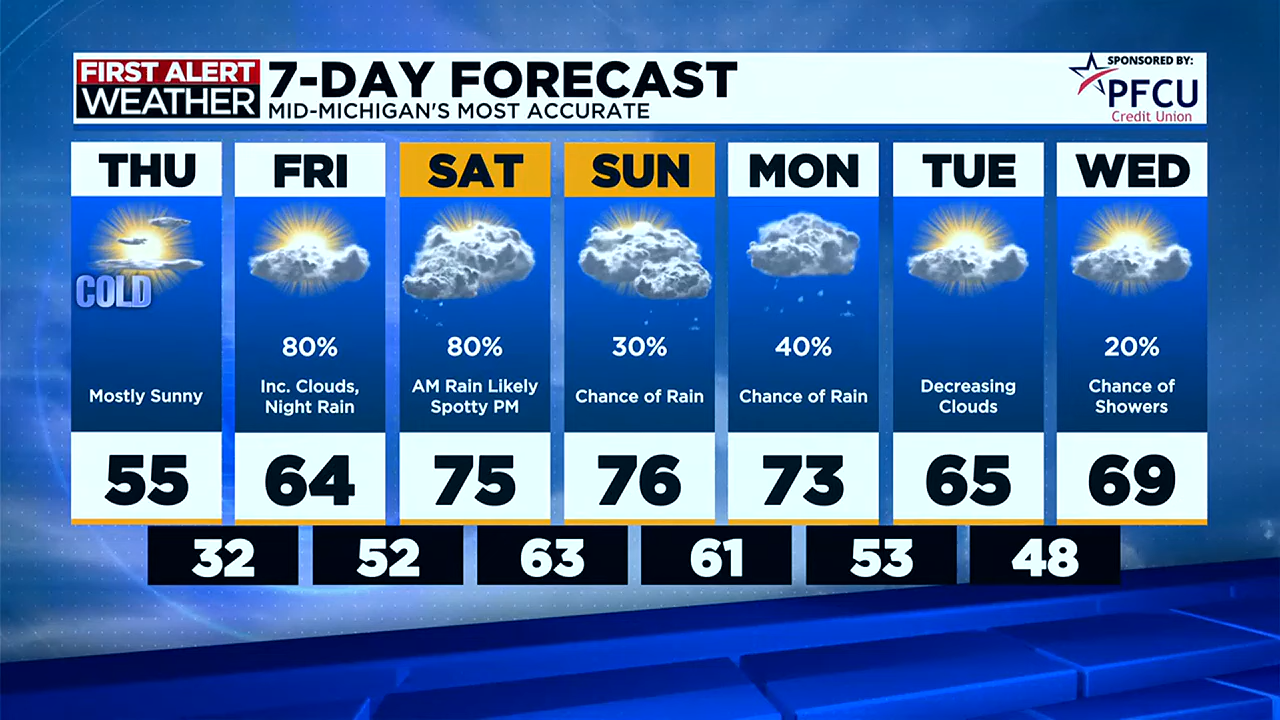 FIRST ALERT
WEATHER
7-DAY FORECAST
MID-MICHIGAN'S MOST ACCURATE
SPONSORED BY:
PFCU
Credit Union
THU
FRI
SAT
SUN
MON
TUE
WED
COLD
80%
80%
30%
40%
20%
Mostly Sunny
Inc. Clouds,
Night Rain
AM Rain Likely
Spotty PM
Chance of Rain
Chance of Rain
Decreasing
Clouds
Chance of
Showers
55
64
75
76
73
65
69
32
52
63
61
53
48